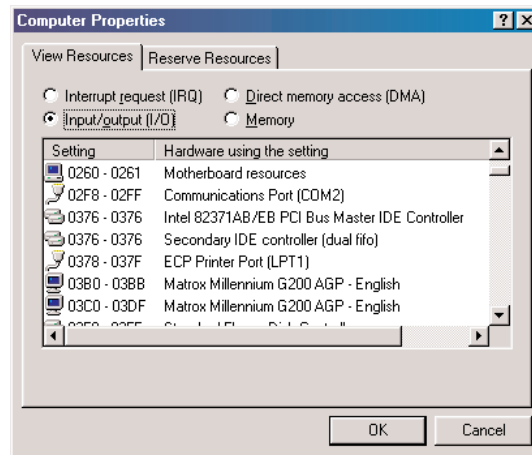 Computer Properties
View Resources Reserve Resources
Interrupt request (IRQ) Direct memory access (DMA)
Input/output (I/O) Memory
Setting Hardware using the setting
0260 - 0261 Motherboard resources
02F8 - 02FF Communications Port (COM2)
0376 - 0376 Intel 82371AB/EB PCI Bus Master IDE Controller
0376 - 0376 Secondary IDE controller (dual fifo)
0378 - 037F ECP Printer Port (LPT1)
03B0 - 03BB Matrox Millennium G200 AGP - English
03C0 - 03DF Matrox Millennium G200 AGP - English
OK Cancel